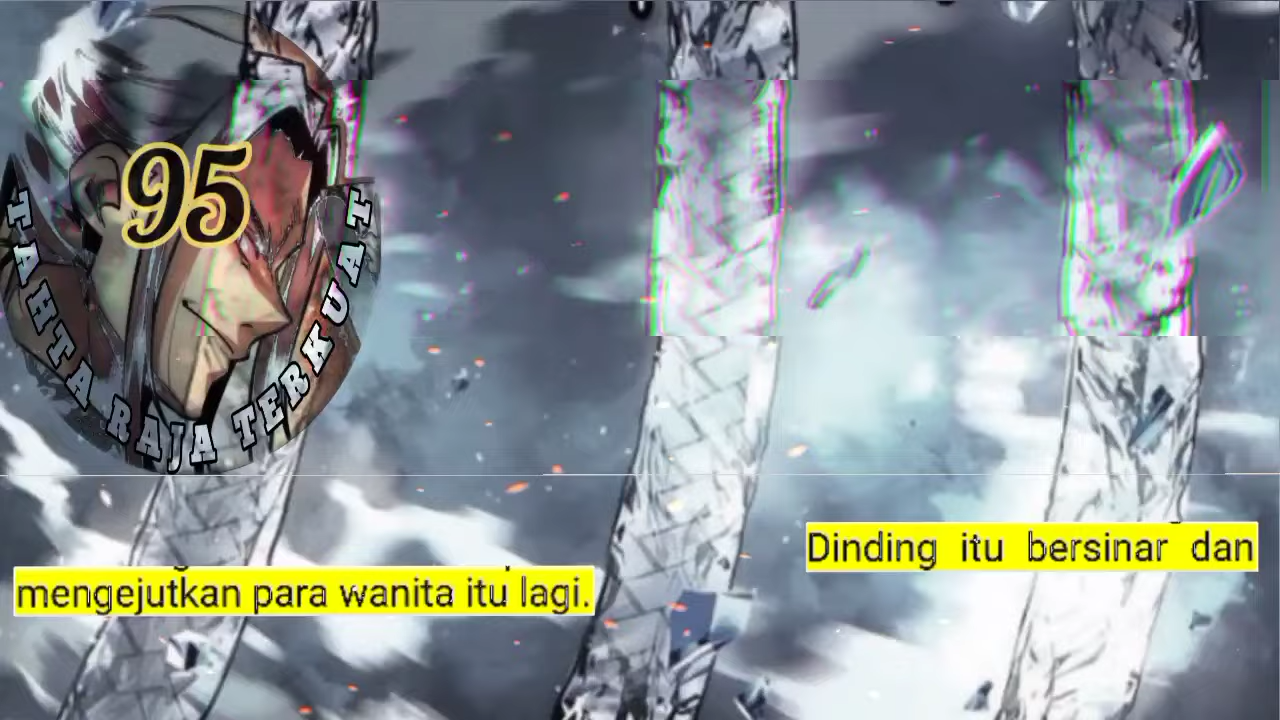 95
TAHTA RAJA TERKUAT
Dinding itu bersinar dan
mengejutkan para wanita itu lagi.